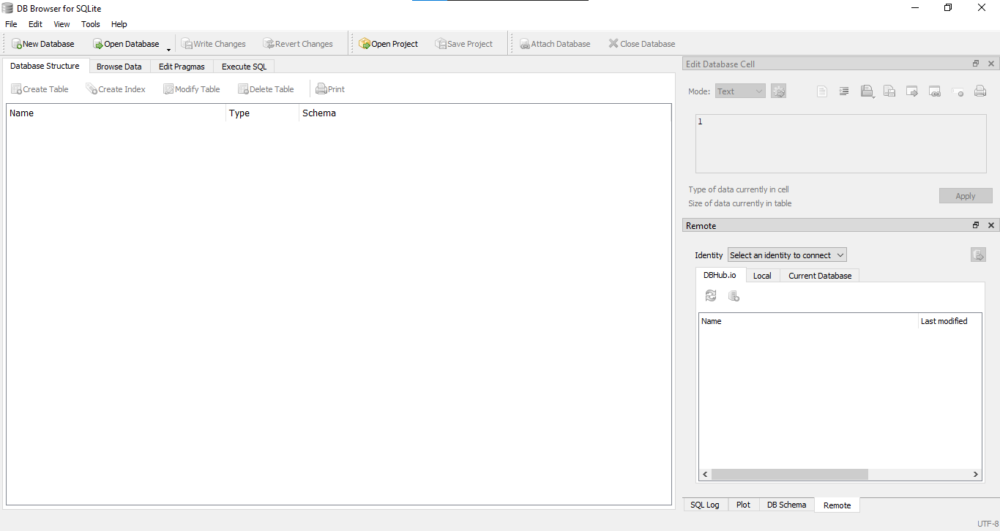 DB Browser for SQLite
File Edit View Tools Help
New Database Open Database Write Changes Revert Changes Open Project Save Project Attach Database Close Database
Database Structure Browse Data Edit Pragmas Execute SQL
Create Table Create Index Modify Table Delete Table Print
Name Type Schema
Edit Database Cell
Mode: Text
1
Type of data currently in cell
Size of data currently in table
Apply
Remote
Identity Select an identity to connect
DBHub.io Local Current Database
Name Last modified
SQL Log Plot DB Schema Remote
UTF-8